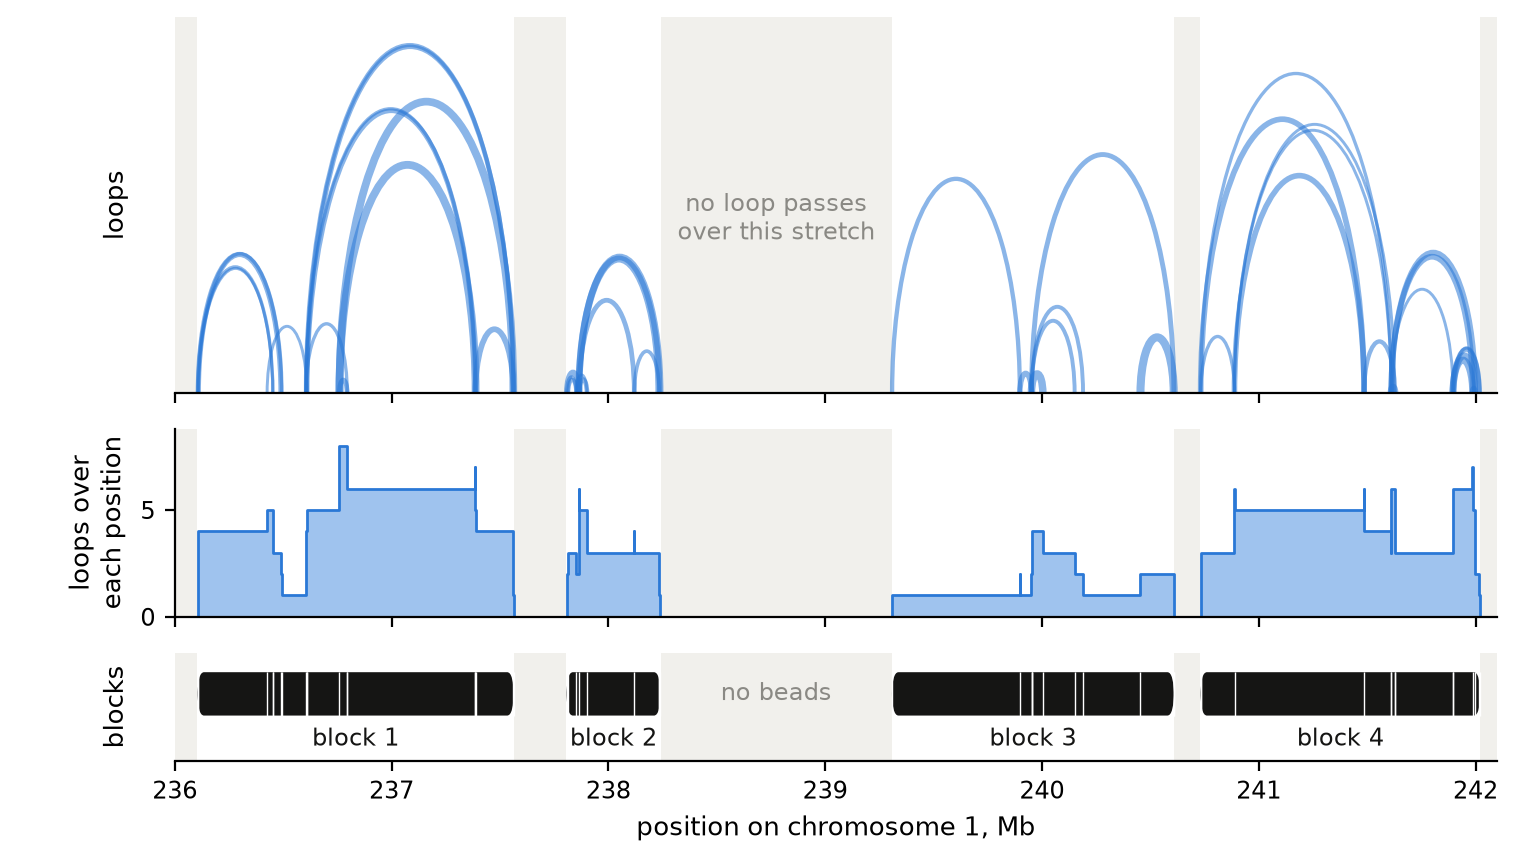 loops
no loop passes
over this stretch
loops over
each position
5
0
blocks
no beads
block 1
block 2
block 3
block 4
236
237
238
239
240
241
242
position on chromosome 1, Mb